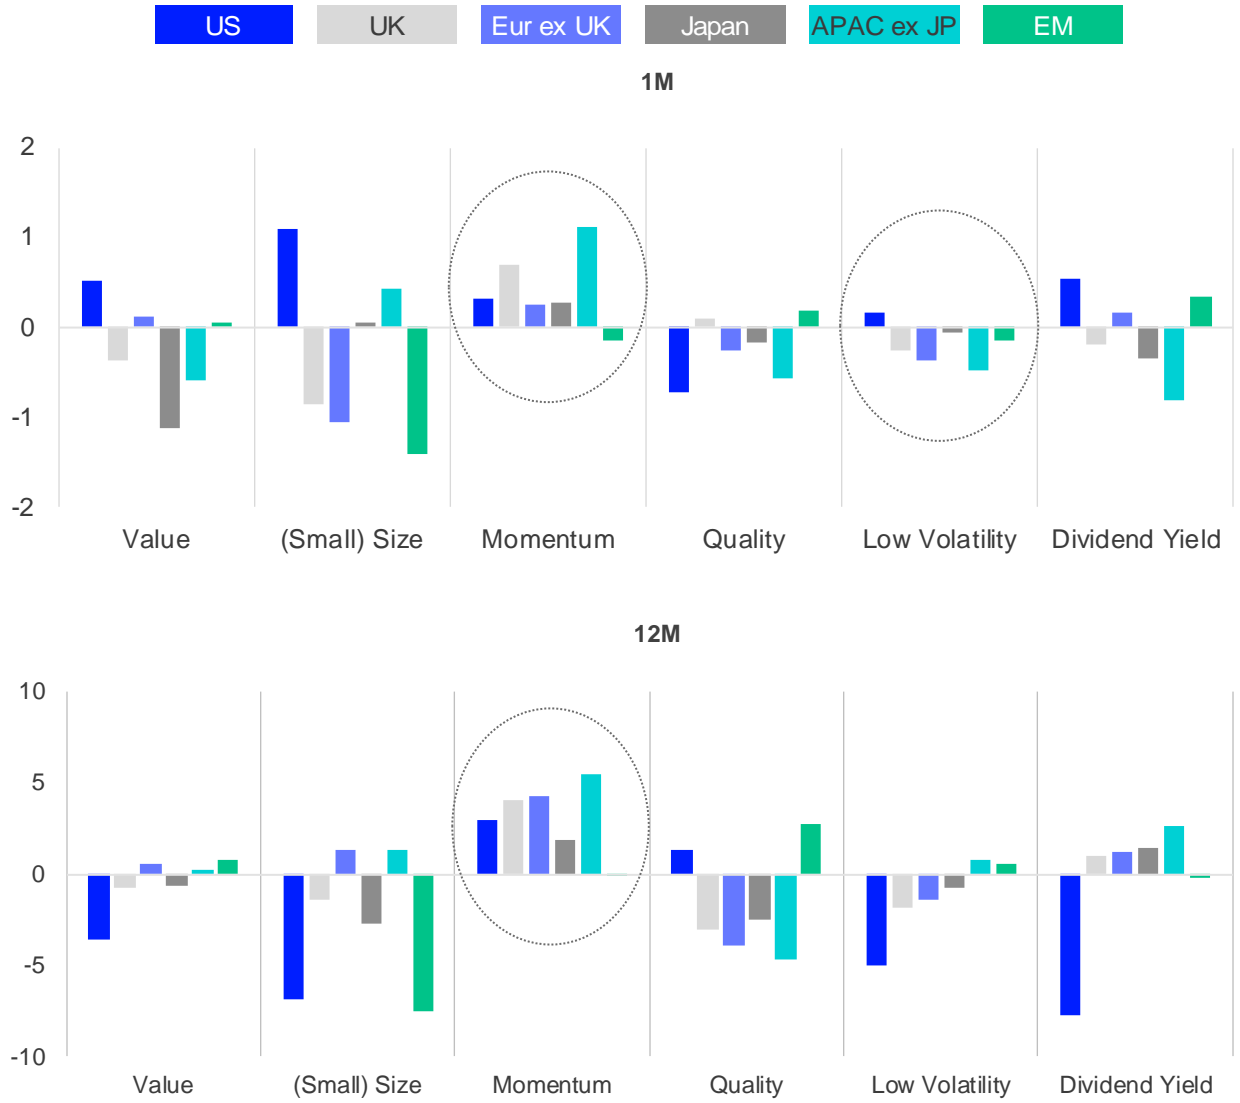 US UK Eur ex UK Japan APAC ex JP EM
1M
2
1
0
-1
-2
Value (Small) Size Momentum Quality Low Volatility Dividend Yield
12M
10
5
0
-5
-10
Value (Small) Size Momentum Quality Low Volatility Dividend Yield